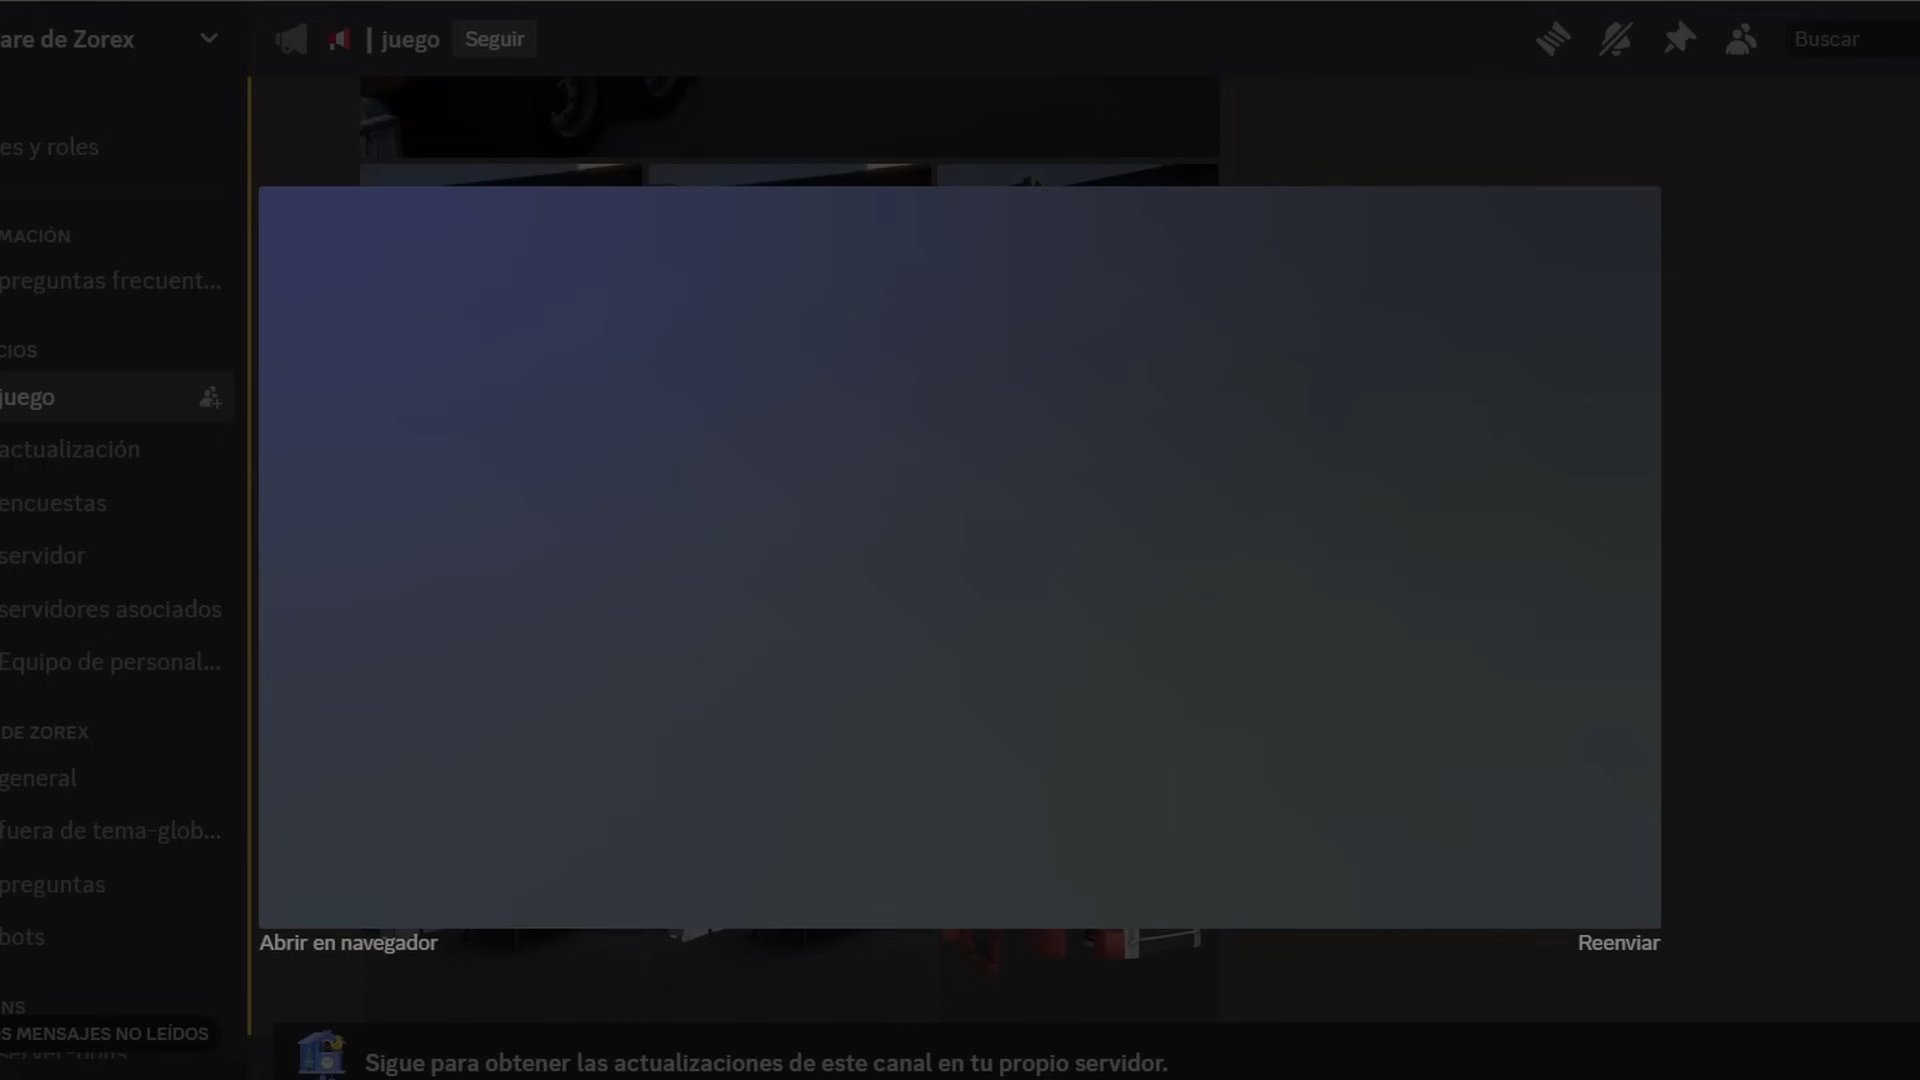 are de Zorex
| juego
Seguir
Buscar
es y roles
MACIÓN
preguntas frecuent...
CIOS
juego
actualización
encuestas
servidor
servidores asociados
Equipo de personal...
DE ZOREX
general
fuera de tema-glob...
preguntas
bots
NS
S MENSAJES NO LEÍDOS
Abrir en navegador
Reenviar
Sigue para obtener las actualizaciones de este canal en tu propio servidor.